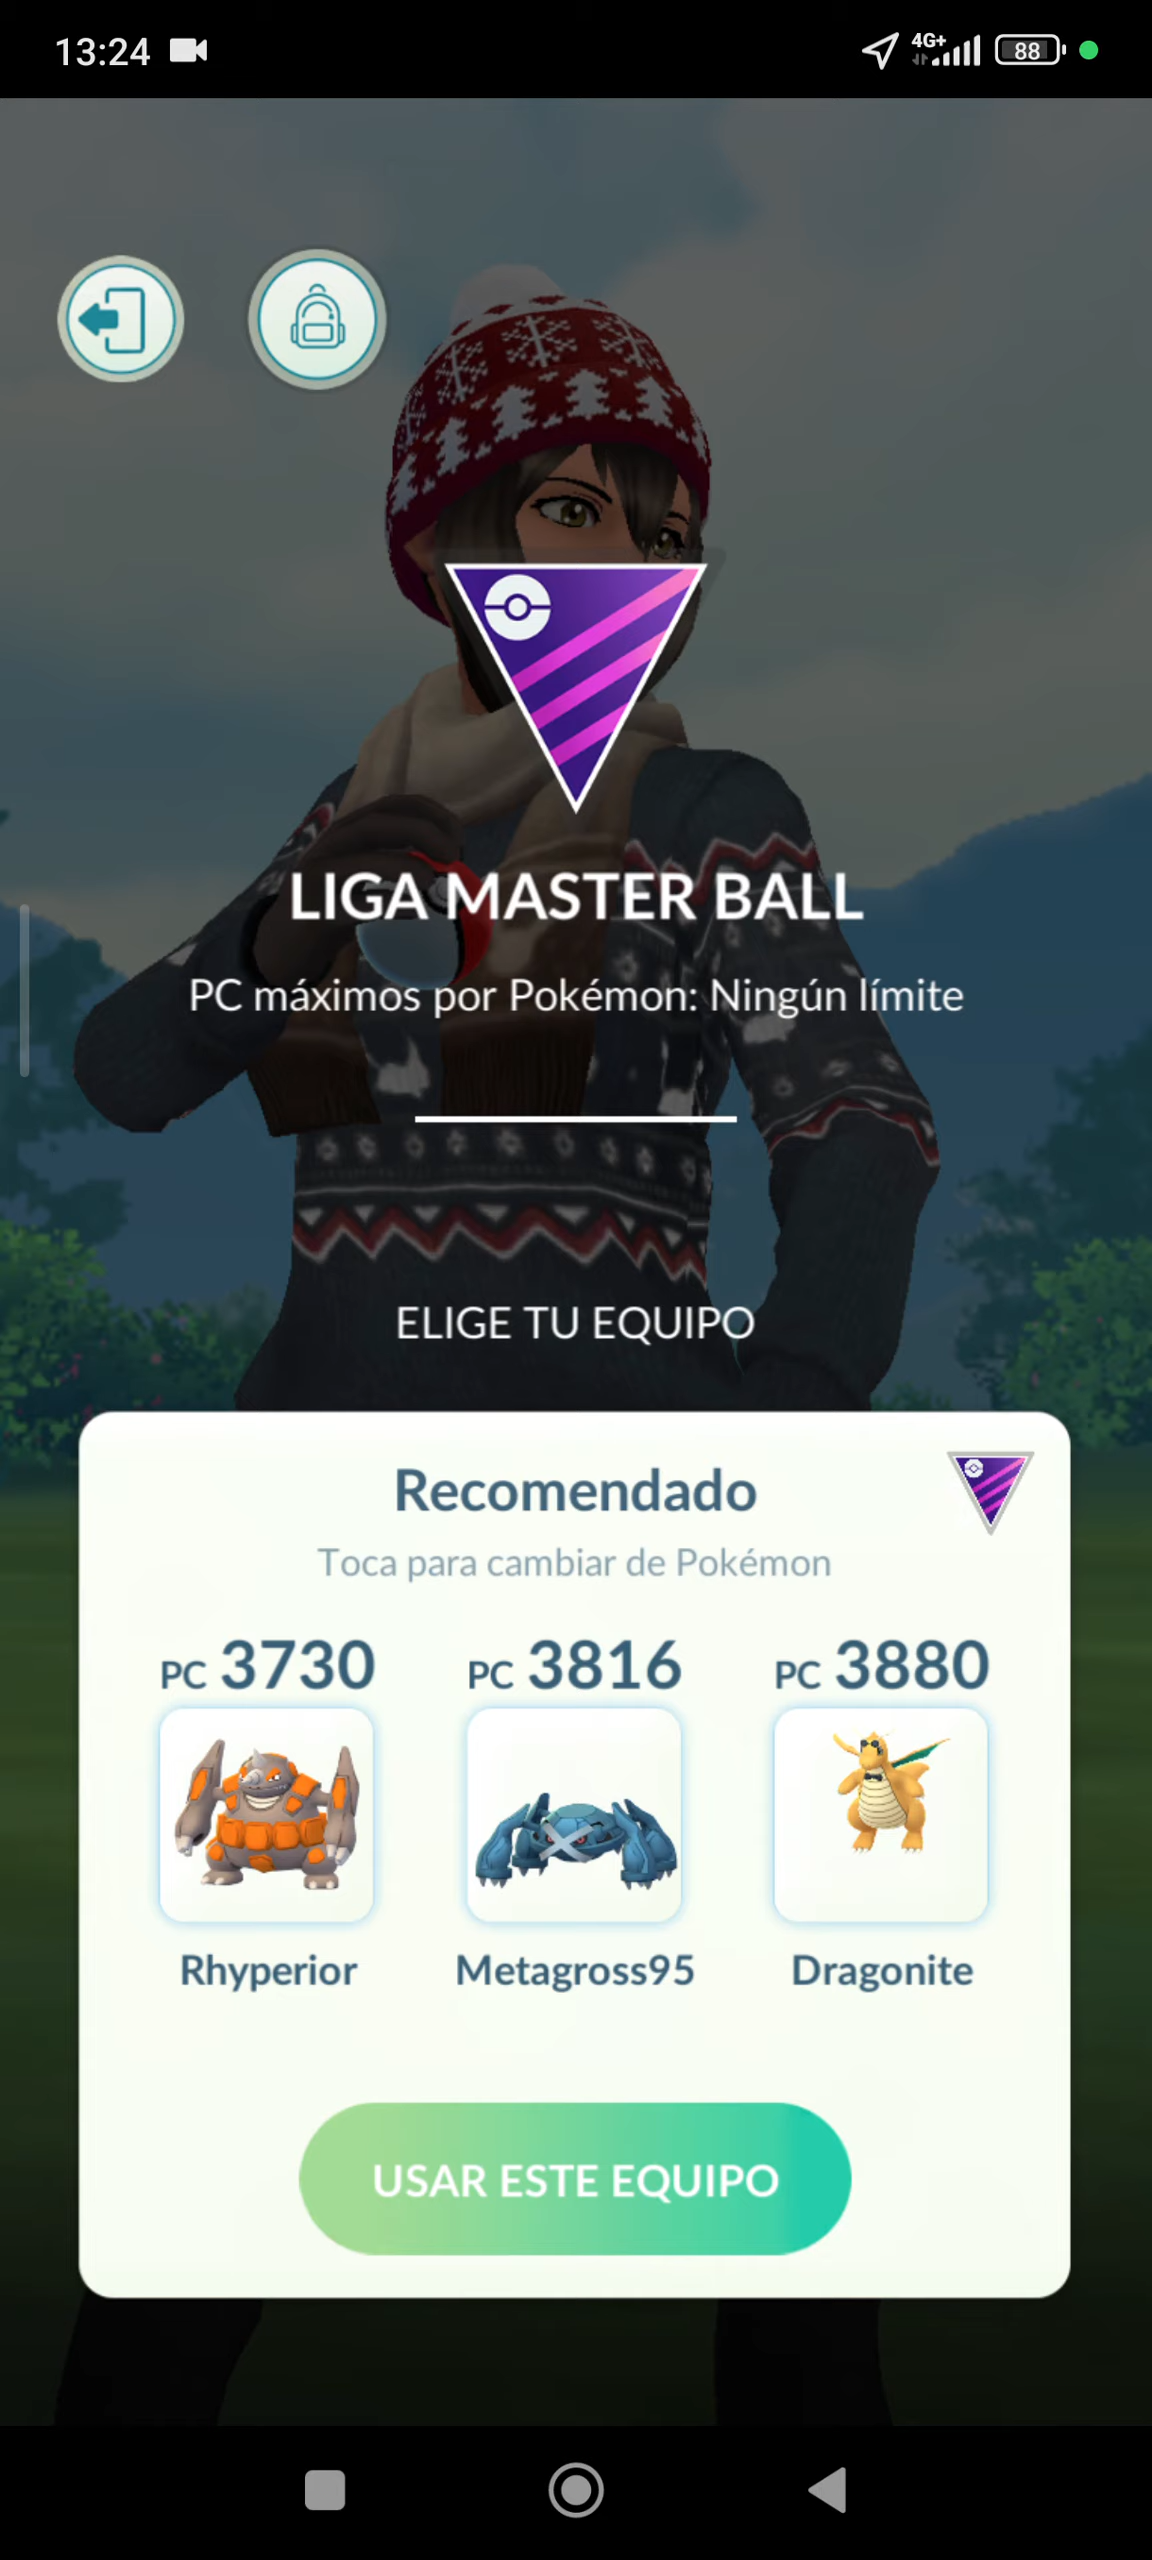 13:24
4G+
88
LIGA MASTER BALL
PC máximos por Pokémon: Ningún límite
ELIGE TU EQUIPO
Recomendado
Toca para cambiar de Pokémon
PC 3730 PC 3816 PC 3880
Rhyperior Metagross95 Dragonite
USAR ESTE EQUIPO